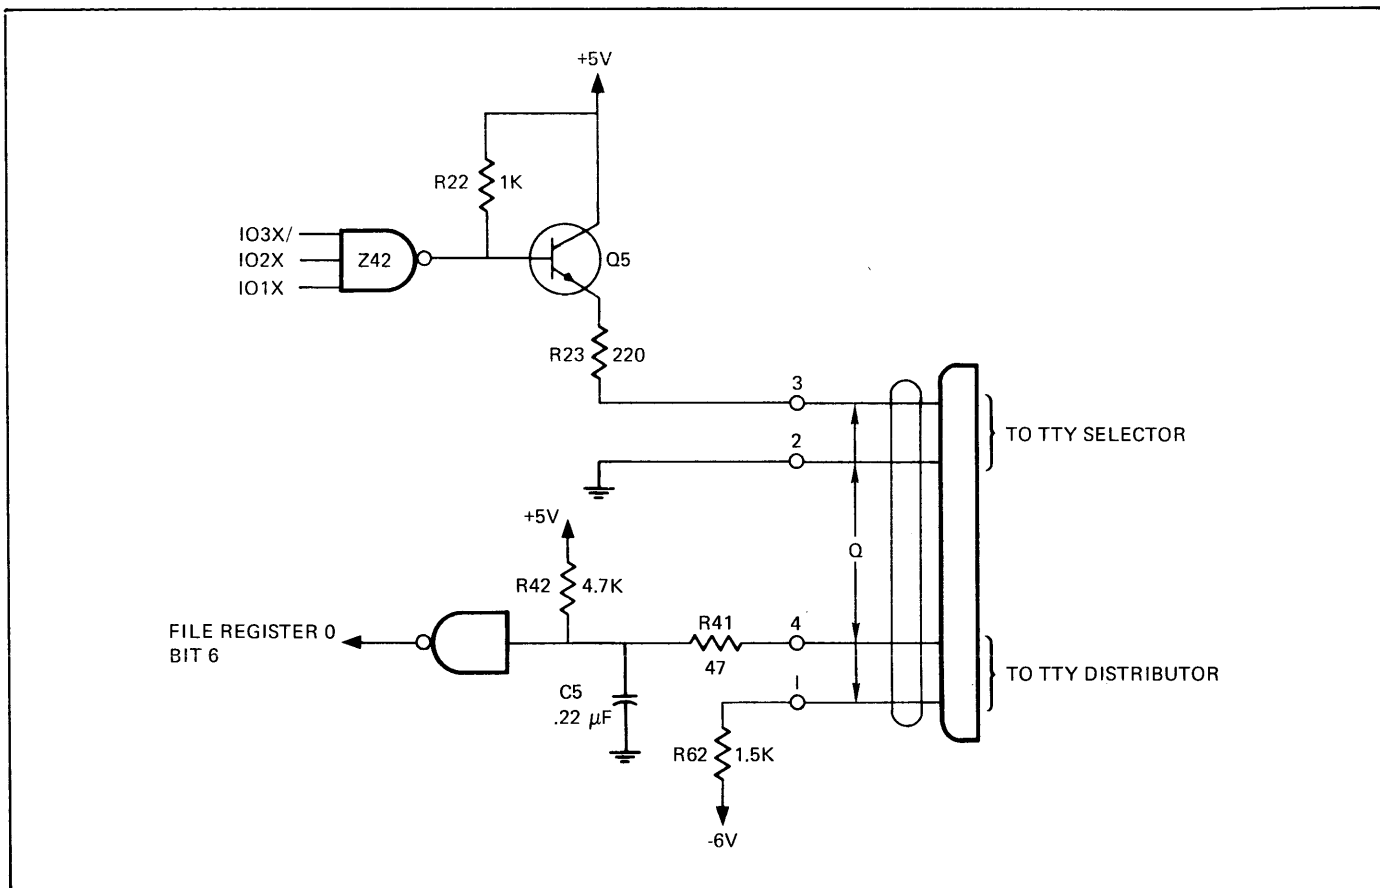 +5V
R22 1K
IO3X/
IO2X
IO1X
Z42
Q5
R23 220
3
TO TTY SELECTOR
2
+5V
R42 4.7K
Q
FILE REGISTER 0
BIT 6
R41
47
4
C5
.22 µF
1
TO TTY DISTRIBUTOR
R62 1.5K
-6V